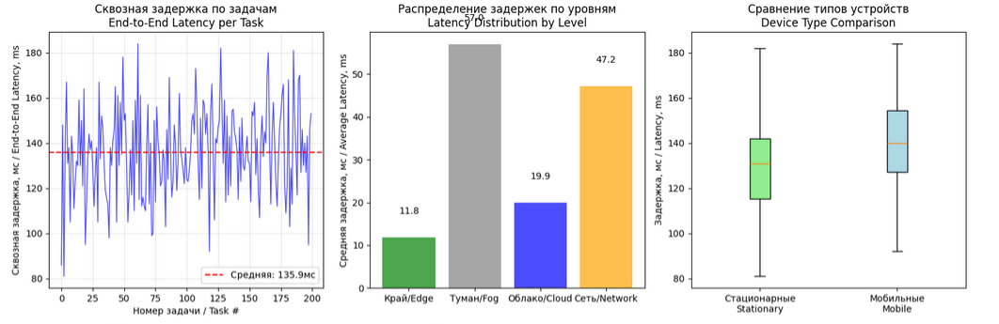 Сквозная задержка по задачам
End-to-End Latency per Task
Сквозная задержка, мс / End-to-End Latency, ms
180
160
140
120
100
80
0 25 50 75 100 125 150 175 200
Номер задачи / Task #
Средняя: 135.9мс
Распределение задержек по уровням
Latency Distribution by Level
57.0
Средняя задержка, мс / Average Latency, ms
50
40
30
20
10
0
11.8
19.9
47.2
Край/Edge Туман/Fog Облако/Cloud Сеть/Network
Сравнение типов устройств
Device Type Comparison
Задержка, мс / Latency, ms
180
160
140
120
100
80
Стационарные
Stationary
Мобильные
Mobile